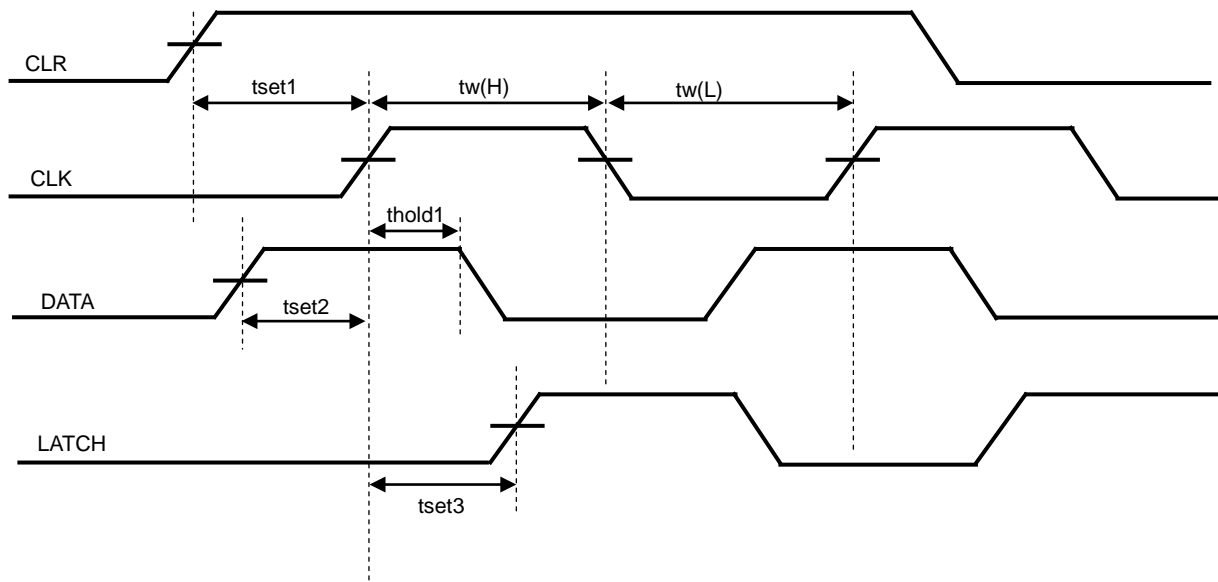 CLR
tset1
tw(H)
tw(L)
CLK
thold1
DATA
tset2
LATCH
tset3